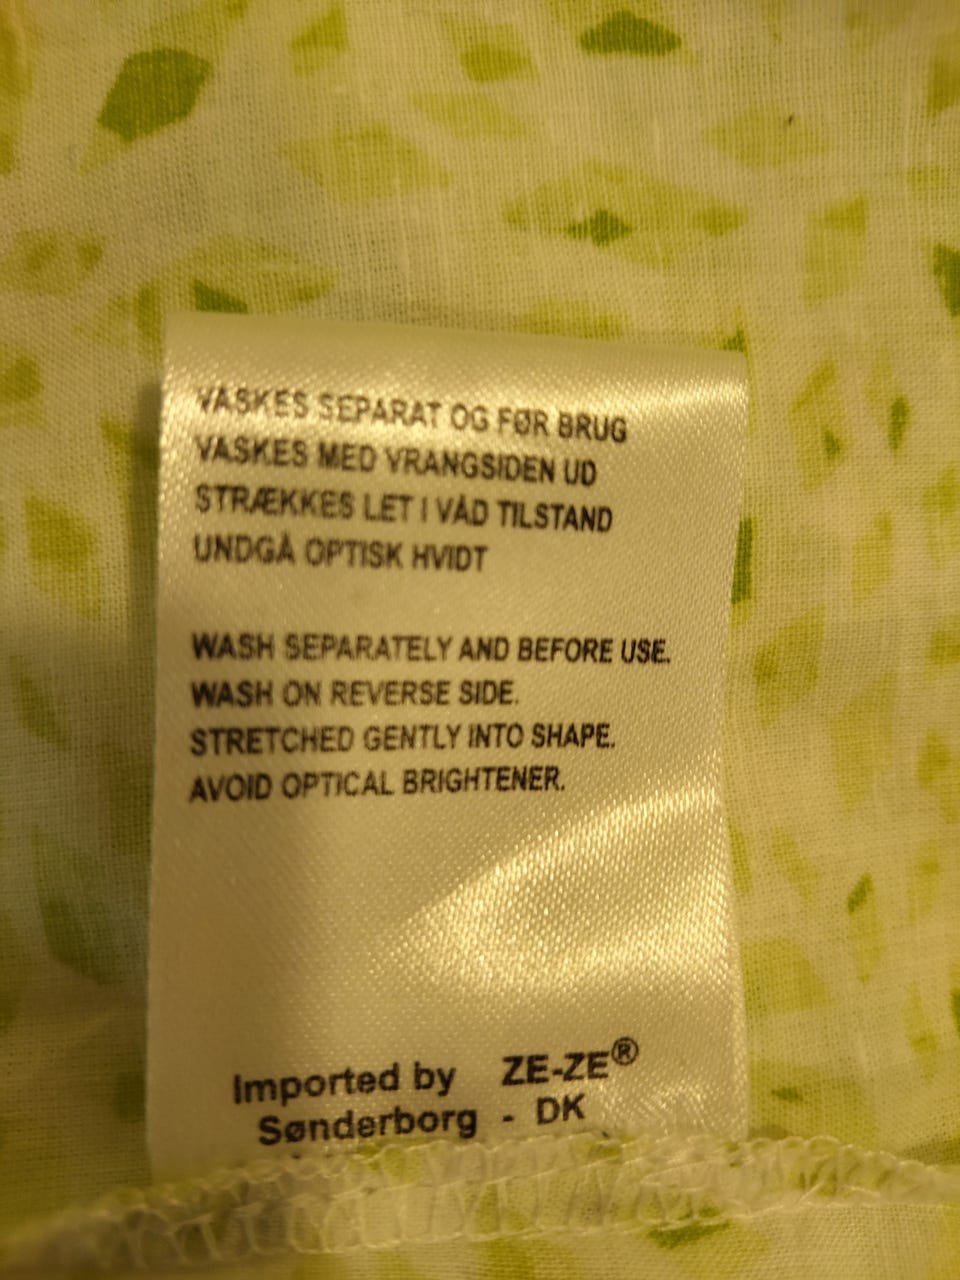 VASKES SEPARAT OG FØR BRUG
VASKES MED VRANGSIDEN UD
STRÆKKES LET I VÅD TILSTAND
UNDGÅ OPTISK HVIDT
WASH SEPARATELY AND BEFORE USE.
WASH ON REVERSE SIDE.
STRETCHED GENTLY INTO SHAPE.
AVOID OPTICAL BRIGHTENER.
Imported by ZE-ZE®
Sønderborg - DK